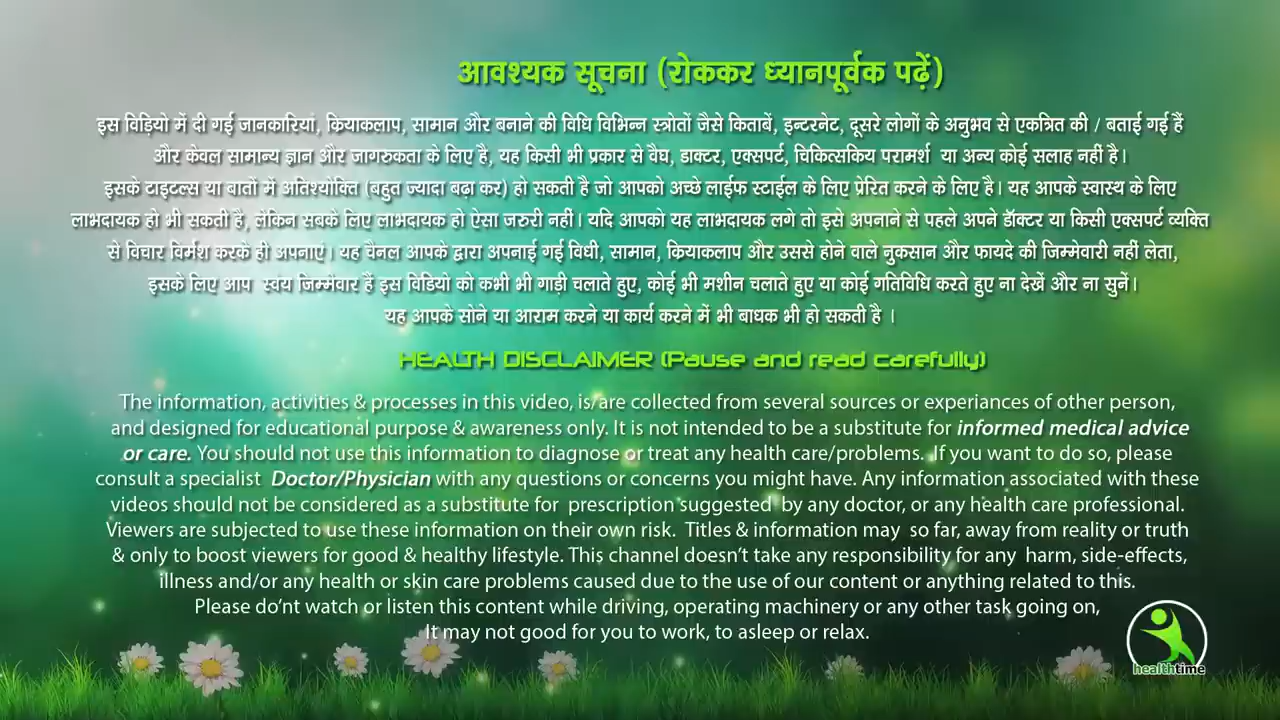 आवश्यक सूचना (रोककर ध्यानपूर्वक पढ़ें)
इस विड़ियो में दी गई जानकारियां, क्रियाकलाप, सामान और बनाने की विधि विभिन्न स्त्रोतों जैसे किताबें, इन्टरनेट, दूसरे लोगों के अनुभव से एकत्रित की / बताई गई हैं
और केवल सामान्य ज्ञान और जागरुकता के लिए है, यह किसी भी प्रकार से वैघ, डाक्टर, एक्सपर्ट, चिकित्सकिय परामर्श या अन्य कोई सलाह नहीं है।
इसके टाइटल्स या बातों में अतिश्योक्ति (बहुत ज्यादा बढ़ा कर) हो सकती है जो आपको अच्छे लाईफ स्टाईल के लिए प्रेरित करने के लिए है। यह आपके स्वास्थ के लिए
लाभदायक हो भी सकती है, लेकिन सबके लिए लाभदायक हो ऐसा जरुरी नहीं। यदि आपको यह लाभदायक लगे तो इसे अपनाने से पहले अपने डॉक्टर या किसी एक्सपर्ट व्यक्ति
से विचार विर्मश करके ही अपनाएं। यह चैनल आपके द्वारा अपनाई गई विधी, सामान, क्रियाकलाप और उससे होने वाले नुकसान और फायदे की जिम्मेवारी नहीं लेता,
इसके लिए आप स्वंय जिम्मेवार हैं इस विडियो को कभी भी गाड़ी चलाते हुए, कोई भी मशीन चलाते हुए या कोई गतिविधि करते हुए ना देखें और ना सुनें।
यह आपके सोने या आराम करने या कार्य करने में भी बाधक भी हो सकती है ।
HEALTH DISCLAIMER (Pause and read carefully)
The information, activities & processes in this video, is/are collected from several sources or experiances of other person,
and designed for educational purpose & awareness only. It is not intended to be a substitute for informed medical advice
or care. You should not use this information to diagnose or treat any health care/problems. If you want to do so, please
consult a specialist Doctor/Physician with any questions or concerns you might have. Any information associated with these
videos should not be considered as a substitute for prescription suggested by any doctor, or any health care professional.
Viewers are subjected to use these information on their own risk. Titles & information may so far, away from reality or truth
& only to boost viewers for good & healthy lifestyle. This channel doesn't take any responsibility for any harm, side-effects,
illness and/or any health or skin care problems caused due to the use of our content or anything related to this.
Please do'nt watch or listen this content while driving, operating machinery or any other task going on,
It may not good for you to work, to asleep or relax.
healthtime